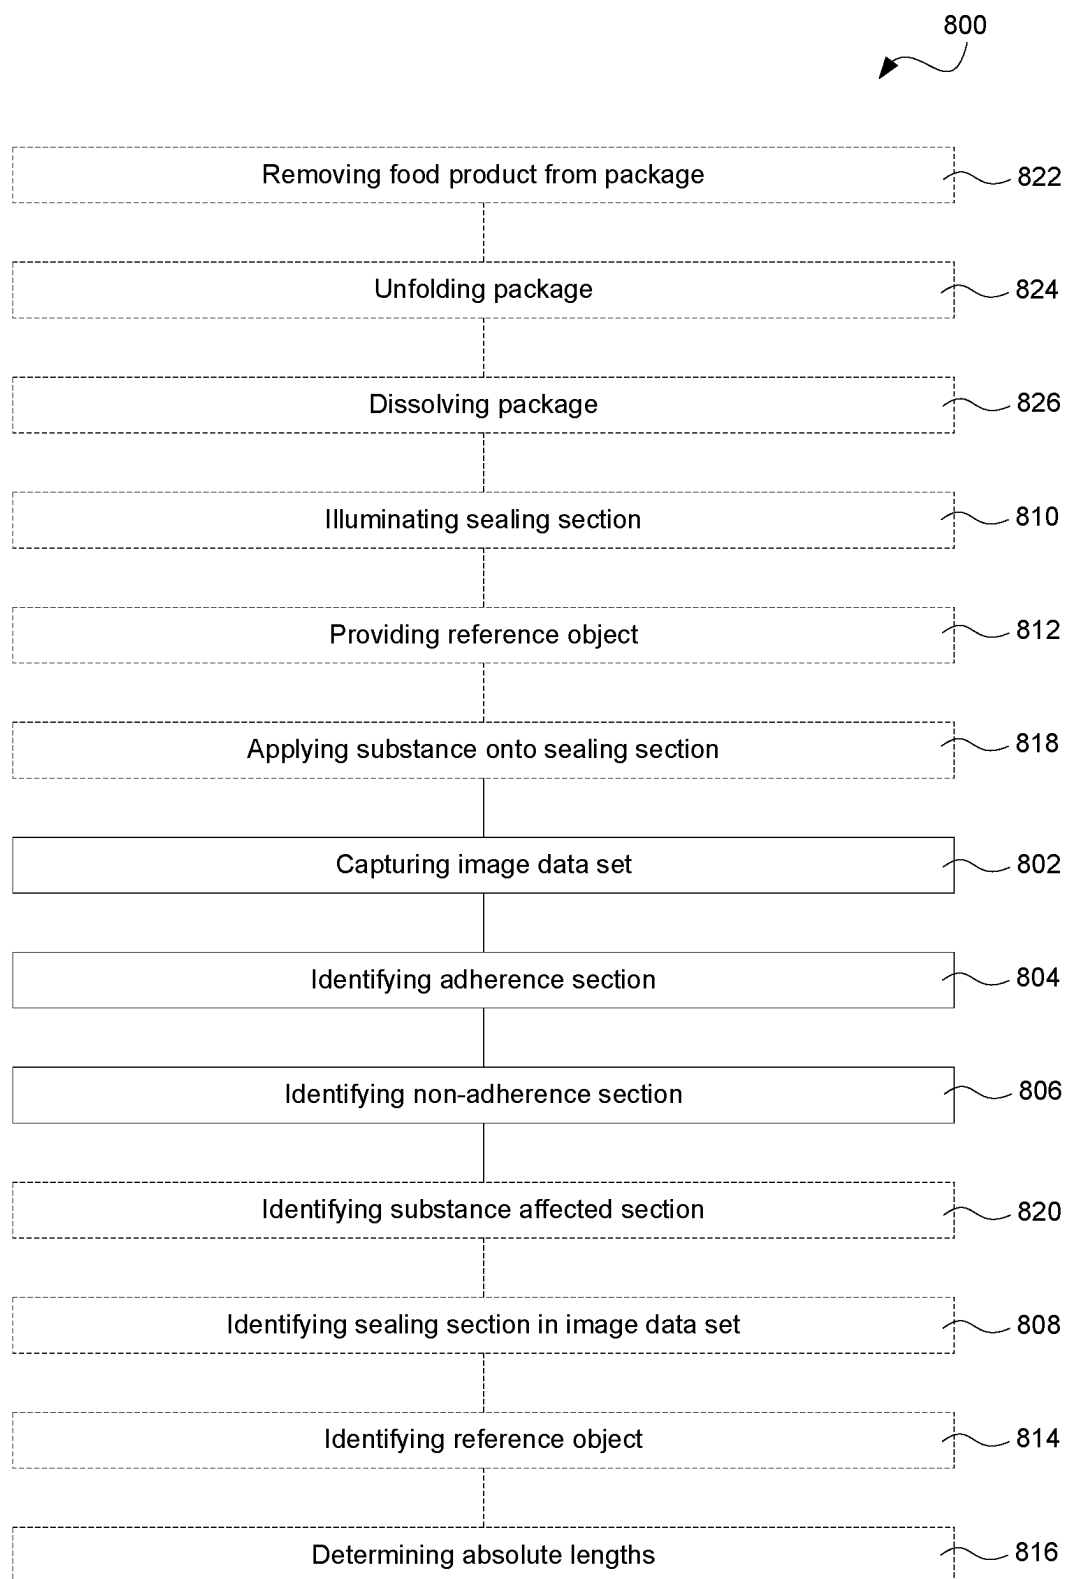 800
Removing food product from package 822
Unfolding package 824
Dissolving package 826
Illuminating sealing section 810
Providing reference object 812
Applying substance onto sealing section 818
Capturing image data set 802
Identifying adherence section 804
Identifying non-adherence section 806
Identifying substance affected section 820
Identifying sealing section in image data set 808
Identifying reference object 814
Determining absolute lengths 816